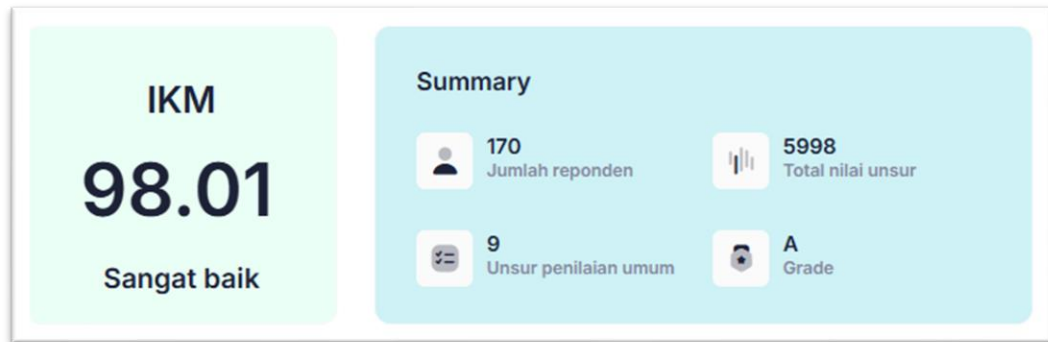 IKM
98.01
Sangat baik
Summary
170
Jumlah reponden
5998
Total nilai unsur
9
Unsur penilaian umum
A
Grade